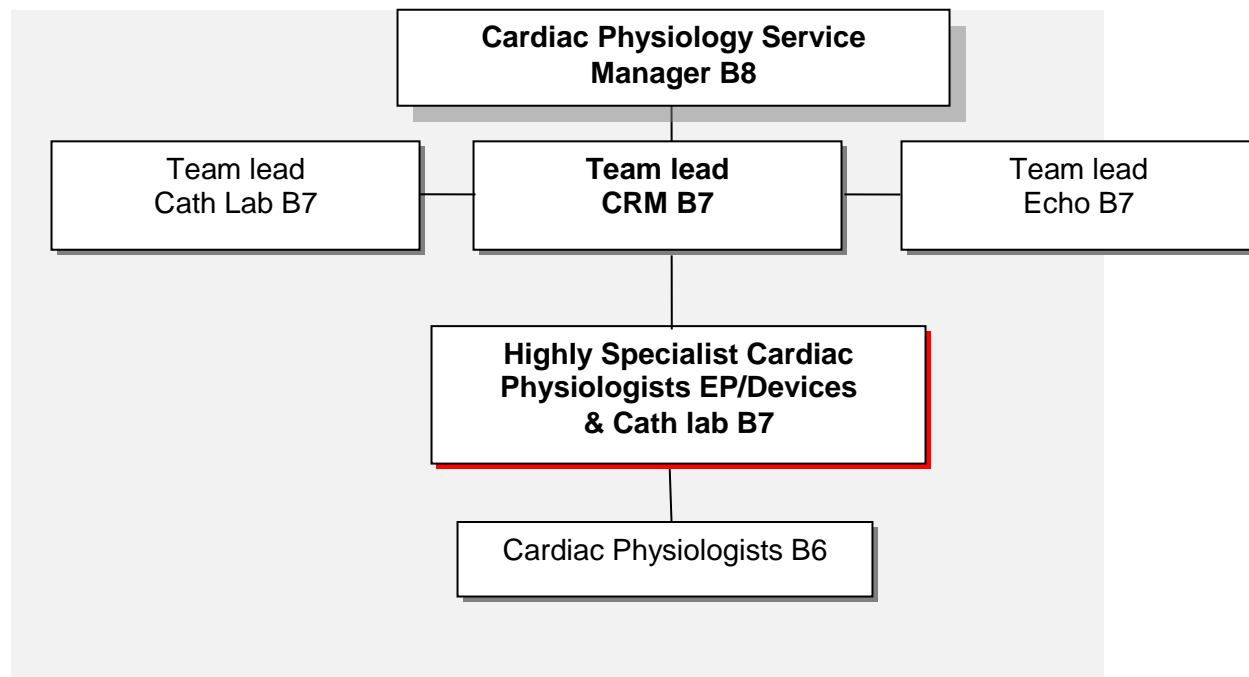 Cardiac Physiology Service
Manager B8
Team lead
Cath Lab B7
Team lead
CRM B7
Team lead
Echo B7
Highly Specialist Cardiac
Physiologists EP/Devices
& Cath lab B7
Cardiac Physiologists B6